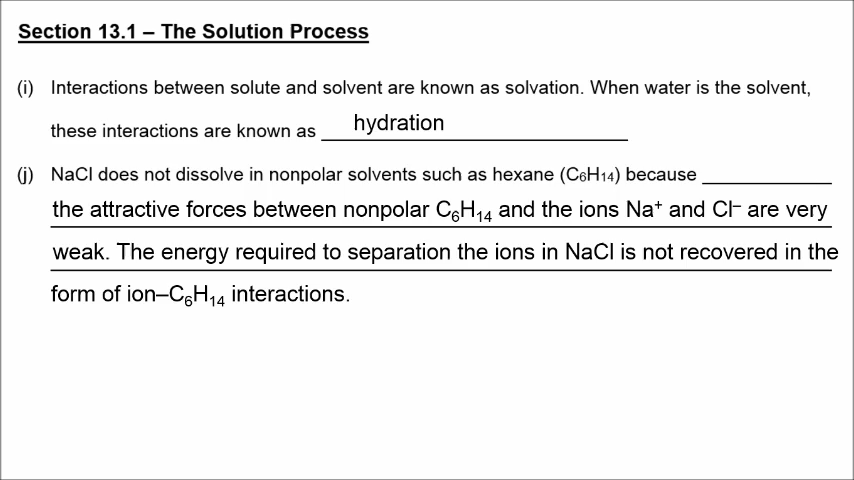 Section 13.1 – The Solution Process
(i) Interactions between solute and solvent are known as solvation. When water is the solvent,
these interactions are known as hydration
(j) NaCl does not dissolve in nonpolar solvents such as hexane (C₆H₁₄) because
the attractive forces between nonpolar C₆H₁₄ and the ions Na⁺ and Cl⁻ are very
weak. The energy required to separation the ions in NaCl is not recovered in the
form of ion–C₆H₁₄ interactions.